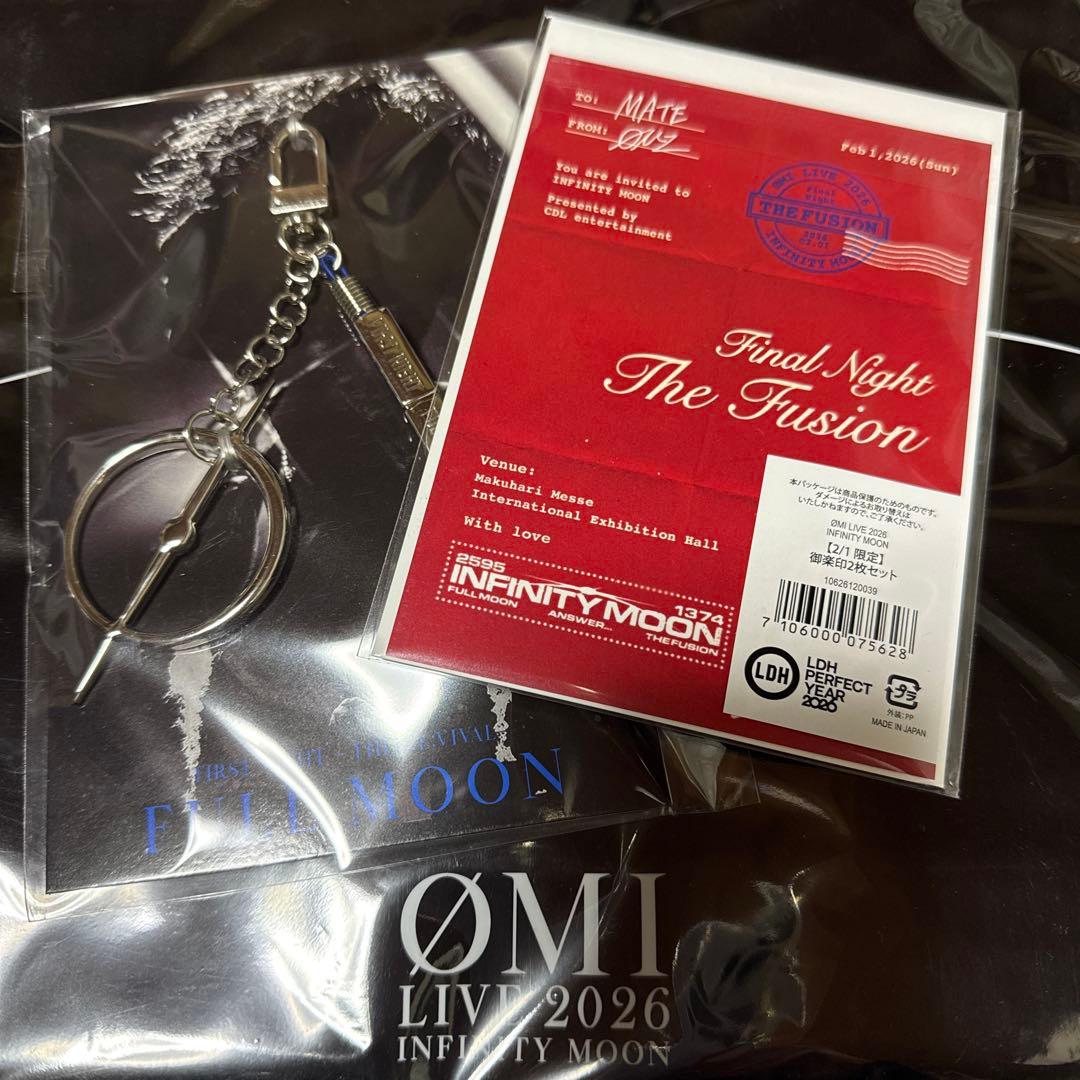 TO: MATE
FROM: ØMI
Feb 1, 2026(Sun)
You are invited to
INFINITY MOON
Presented by
CDL entertainment
ØMI LIVE 2026
Final
Night
THE FUSION
2026
02.01
INFINITY MOON
Final Night
The Fusion
Venue:
Makuhari Messe
International Exhibition Hall
With love
2595
INFINITY MOON
1374
FULL MOON ANSWER... THE FUSION
本パッケージは商品保護のためのものです。
ダメージによるお取り替えは
いたしかねますので、ご了承ください。
ØMI LIVE 2026
INFINITY MOON
【2/1 限定】
御楽印2枚セット
10626120039
7 106000 075628
LDH
LDH
PERFECT
YEAR
2026
プラ
外装:PP
MADE IN JAPAN
FULL MOON
ØMI
LIVE 2026
INFINITY MOON